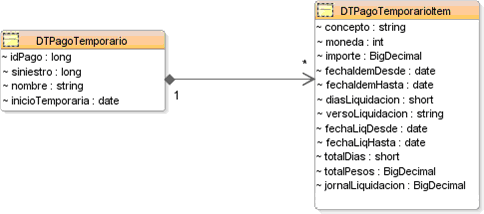 DTPagoTemporario
~ idPago : long
~ siniestro : long
~ nombre : string
~ inicioTemporaria : date
1
*
DTPagoTemporarioItem
~ concepto : string
~ moneda : int
~ importe : BigDecimal
~ fechaIdemDesde : date
~ fechaIdemHasta : date
~ diasLiquidacion : short
~ versoLiquidacion : string
~ fechaLiqDesde : date
~ fechaLiqHasta : date
~ totalDias : short
~ totalPesos : BigDecimal
~ jornalLiquidacion : BigDecimal